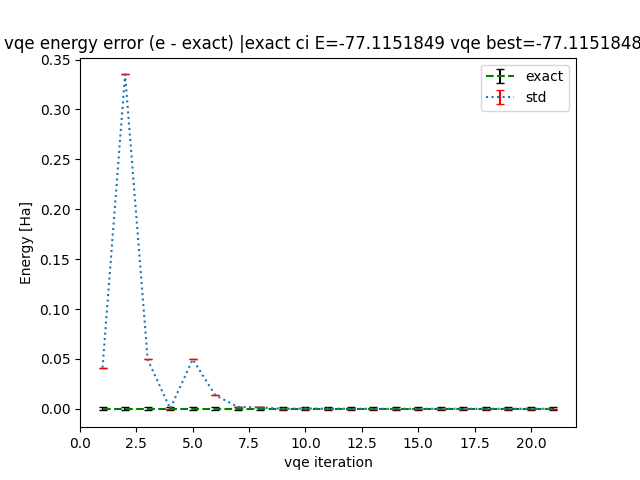 vqe energy error (e - exact) |exact ci E=-77.1151849 vqe best=-77.1151848
0.35
0.30
0.25
0.20
0.15
0.10
0.05
0.00
Energy [Ha]
exact
std
0.0 2.5 5.0 7.5 10.0 12.5 15.0 17.5 20.0
vqe iteration